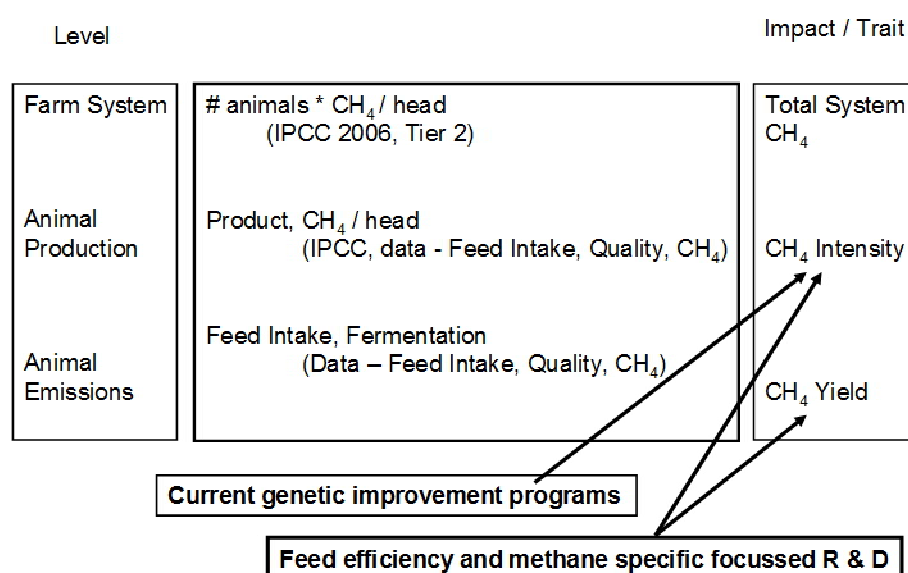 Level
Impact / Trait
Farm System
# animals * CH₄ / head
(IPCC 2006, Tier 2)
Total System
CH₄
Animal
Production
Product, CH₄ / head
(IPCC, data - Feed Intake, Quality, CH₄)
CH₄ Intensity
Feed Intake, Fermentation
(Data – Feed Intake, Quality, CH₄)
Animal
Emissions
CH₄ Yield
Current genetic improvement programs
Feed efficiency and methane specific focussed R & D